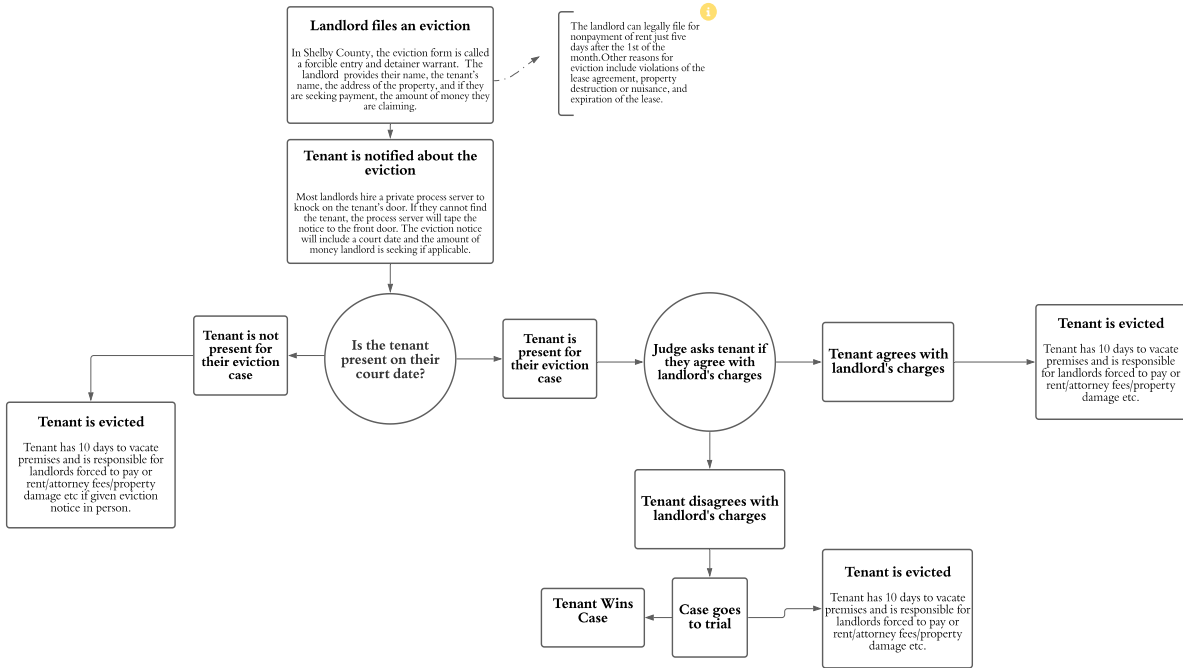 Landlord files an eviction
In Shelby County, the eviction form is called
a forcible entry and detainer warrant. The
landlord provides their name, the tenant's
name, the address of the property, and if they
are seeking payment, the amount of money they
are claiming.
i
The landlord can legally file for
nonpayment of rent just five
days after the 1st of the
month.Other reasons for
eviction include violations of the
lease agreement, property
destruction or nuisance, and
expiration of the lease.
Tenant is notified about the
eviction
Most landlords hire a private process server to
knock on the tenant's door. If they cannot find
the tenant, the process server will tape the
notice to the front door. The eviction notice
will include a court date and the amount of
money landlord is seeking if applicable.
Is the tenant
present on their
court date?
Tenant is not
present for
their eviction
case
Tenant is evicted
Tenant has 10 days to vacate
premises and is responsible for
landlords forced to pay or
rent/attorney fees/property
damage etc if given eviction
notice in person.
Tenant is
present for
their eviction
case
Judge asks tenant if
they agree with
landlord's charges
Tenant agrees with
landlord's charges
Tenant is evicted
Tenant has 10 days to vacate
premises and is responsible
for landlords forced to pay or
rent/attorney fees/property
damage etc.
Tenant disagrees with
landlord's charges
Case goes
to trial
Tenant Wins
Case
Tenant is evicted
Tenant has 10 days to vacate
premises and is responsible for
landlords forced to pay or
rent/attorney fees/property
damage etc.